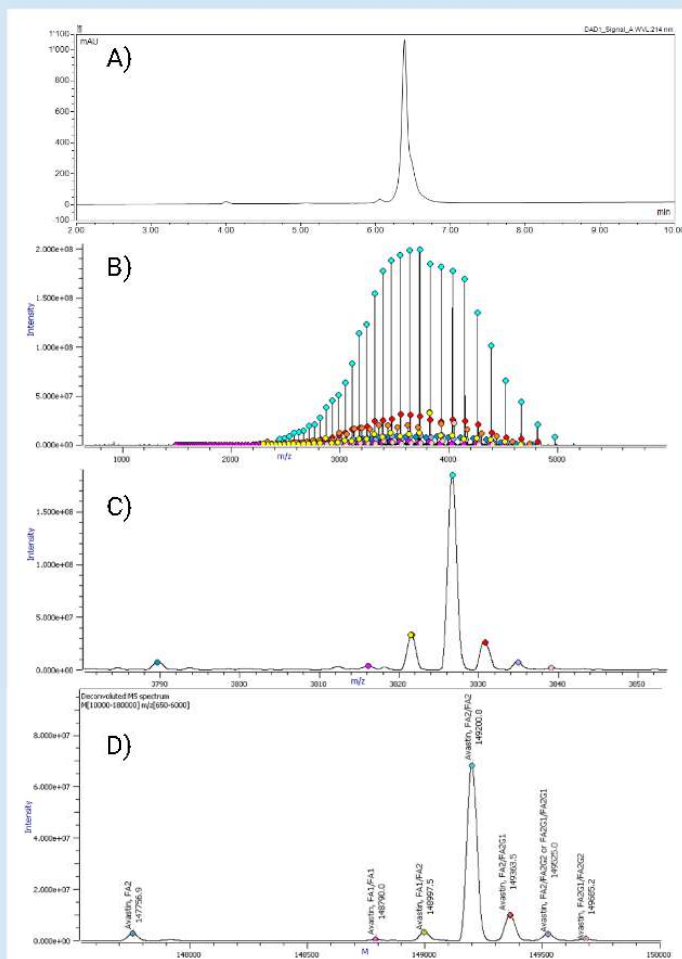 DAD1_Signal_A WVL:214 nm
1'100
mAU
A)
1'000
800
600
400
200
0
-100
min
2.00 3.00 4.00 5.00 6.00 7.00 8.00 9.00 10.00
B)
2.000e+08
1.500e+08
1.000e+08
5.000e+07
0.000e+00
Intensity
1000 2000 3000 4000 5000
m/z
C)
1.500e+08
1.000e+08
5.000e+07
0.000e+00
Intensity
3790 3800 3810 3820 3830 3840 3850
m/z
Deconvoluted MS spectrum
M[10000-180000] m/z[650-6000]
D)
8.000e+07
6.000e+07
4.000e+07
2.000e+07
0.000e+00
Intensity
Avastin, FA2
147756.9
Avastin, FA1/FA1
148790.0
Avastin, FA1/FA2
148997.5
Avastin, FA2/FA2
149200.8
Avastin, FA2/FA2G1
149363.5
Avastin, FA2/FA2G2 or FA2G1/FA2G1
149525.0
Avastin, FA2G1/FA2G2
149685.2
148000 148500 149000 149500 150000
M